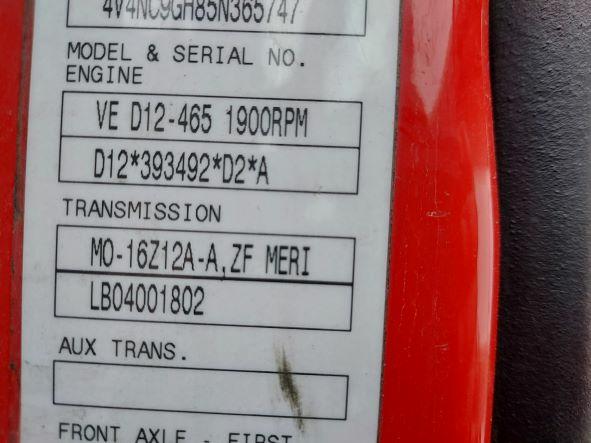 4V4NC9GH85N365747
MODEL & SERIAL NO.
ENGINE
VE D12-465 1900RPM
D12*393492*D2*A
TRANSMISSION
MO-16Z12A-A,ZF MERI
LB04001802
AUX TRANS.
FRONT AXLE - FIRST